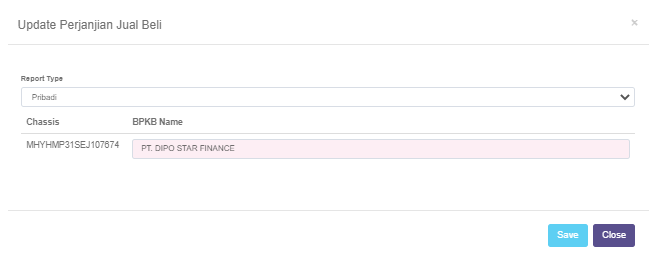 Update Perjanjian Jual Beli
×
Report Type
Pribadi
Chassis BPKB Name
MHYHMP31SEJ107674 PT. DIPO STAR FINANCE
Save Close